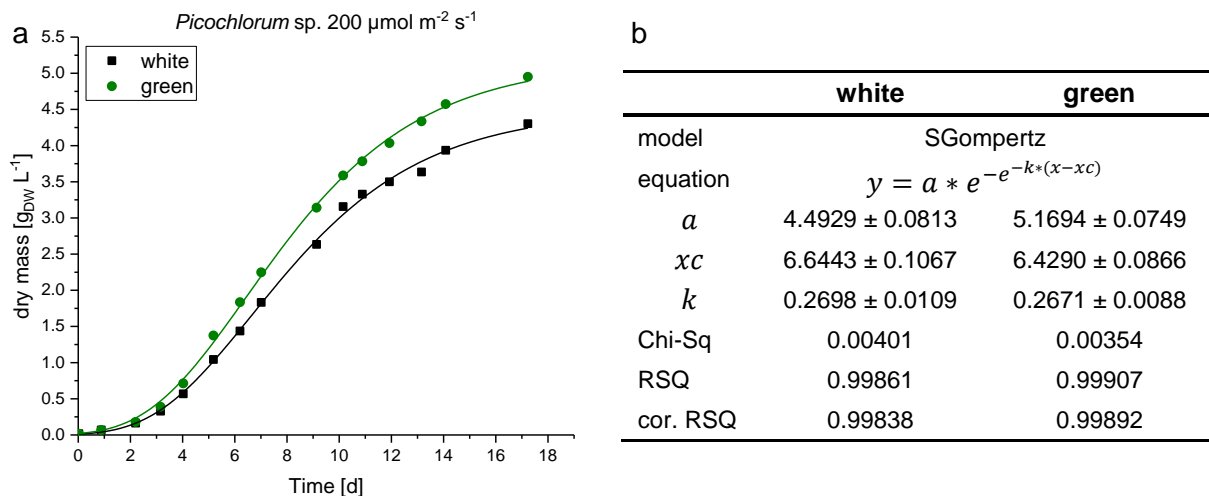 a
Picochlorum sp. 200 µmol m⁻² s⁻¹
white
green
dry mass [g_DW L⁻¹]
5.5
5.0
4.5
4.0
3.5
3.0
2.5
2.0
1.5
1.0
0.5
0.0
0 2 4 6 8 10 12 14 16 18
Time [d]
b
white green
model SGompertz
equation y = a * e^{-e^{-k*(x-xc)}}
a 4.4929 ± 0.0813 5.1694 ± 0.0749
xc 6.6443 ± 0.1067 6.4290 ± 0.0866
k 0.2698 ± 0.0109 0.2671 ± 0.0088
Chi-Sq 0.00401 0.00354
RSQ 0.99861 0.99907
cor. RSQ 0.99838 0.99892